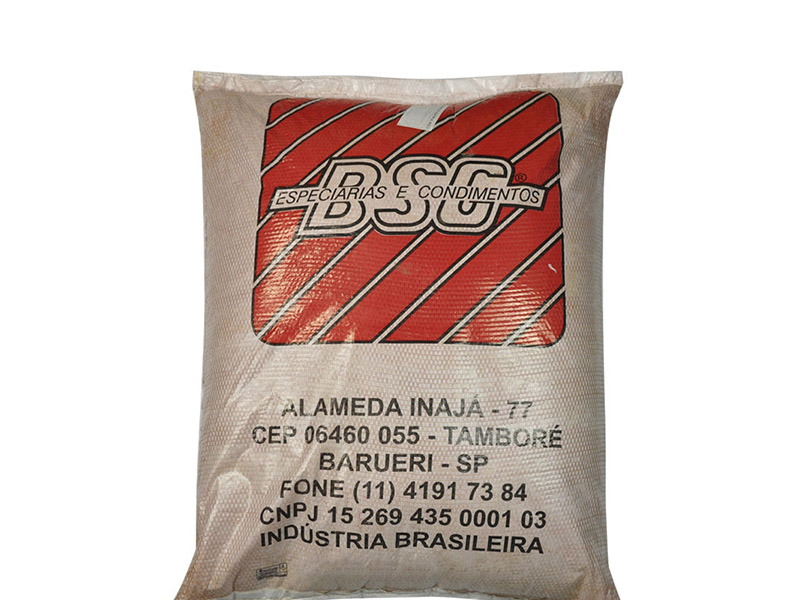 BSG®
ESPECIARIAS E CONDIMENTOS
ALAMEDA INAJÁ - 77
CEP 06460 055 - TAMBORÉ
BARUERI - SP
FONE (11) 4191 73 84
CNPJ 15 269 435 0001 03
INDÚSTRIA BRASILEIRA